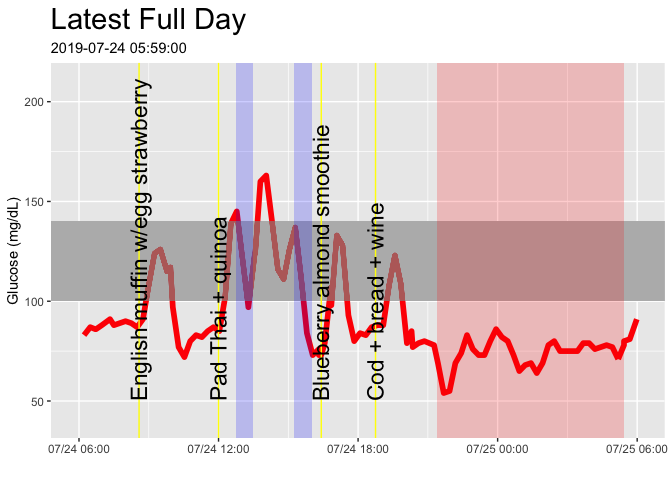 Latest Full Day
2019-07-24 05:59:00
Glucose (mg/dL)
200
150
100
50
English muffin w/egg strawberry
Pad Thai + quinoa
Blueberry almond smoothie
Cod + bread + wine
07/24 06:00
07/24 12:00
07/24 18:00
07/25 00:00
07/25 06:00